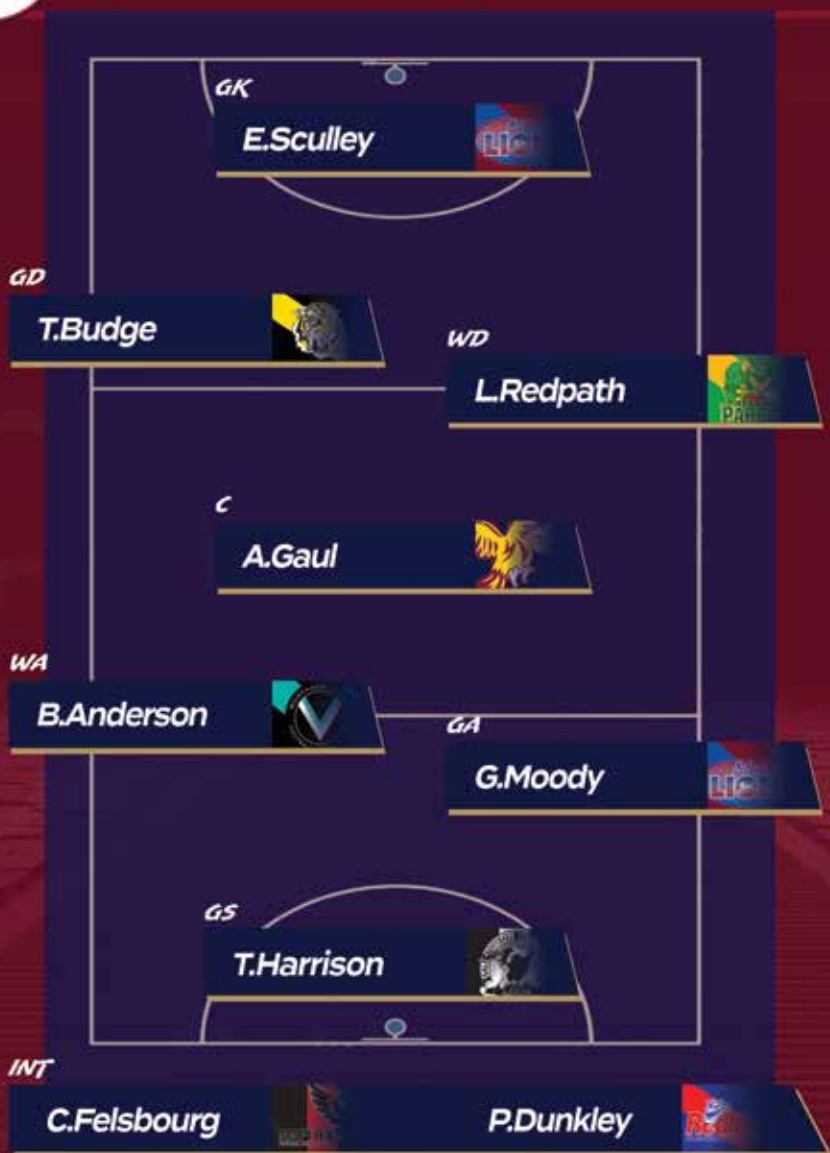 GK
E.Sculley
GD
T.Budge
WD
L.Redpath
C
A.Gaul
WA
B.Anderson
GA
G.Moody
GS
T.Harrison
INT
C.Felsbourg
P.Dunkley